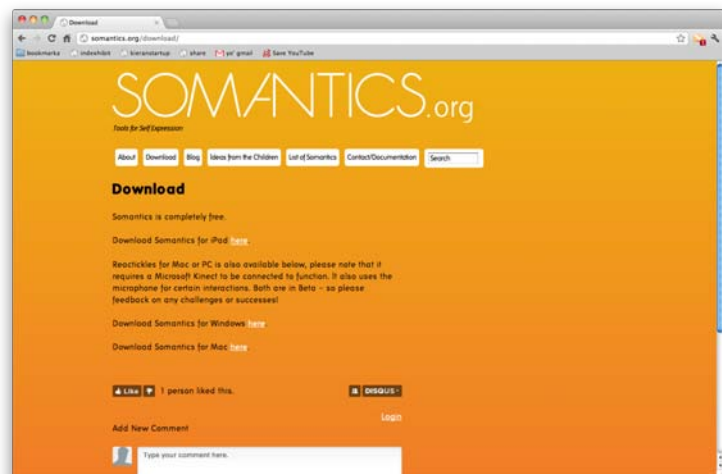 Download
somantics.org/download/
bookmarks indexhibit kieranstartup share yo' gmail Save YouTube
SOMANTICS.org
Tools for Self Expression
About Download Blog Ideas from the Children List of Somantics Contact/Documentation Search
Download
Somantics is completely free.
Download Somantics for iPad here.
Reactickles for Mac or PC is also available below, please note that it
requires a Microsoft Kinect to be connected to function. It also uses the
microphone for certain interactions. Both are in Beta – so please
feedback on any challenges or successes!
Download Somantics for Windows here.
Download Somantics for Mac here.
Like 1 person liked this. DISQUS
Login
Add New Comment
Type your comment here.